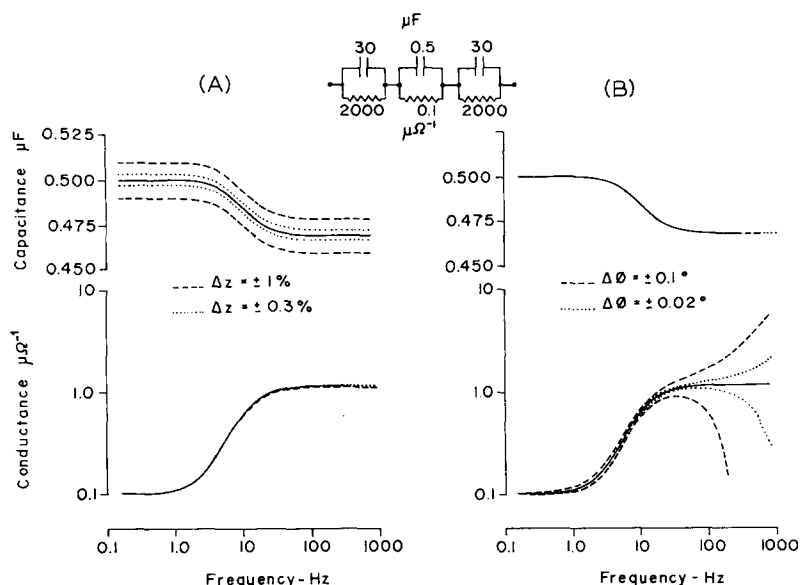 µF
30 0.5 30
(A) (B)
2000 0.1 2000
µΩ⁻¹
Capacitance µF
0.525
0.500
0.475
0.450
Δz = ± 1%
Δz = ± 0.3%
Conductance µΩ⁻¹
10
1.0
0.1
0.1 1.0 10 100 1000
Frequency - Hz
0.500
0.475
0.450
ΔØ = ± 0.1°
ΔØ = ± 0.02°
10
1.0
0.1
0.1 1.0 10 100 1000
Frequency - Hz